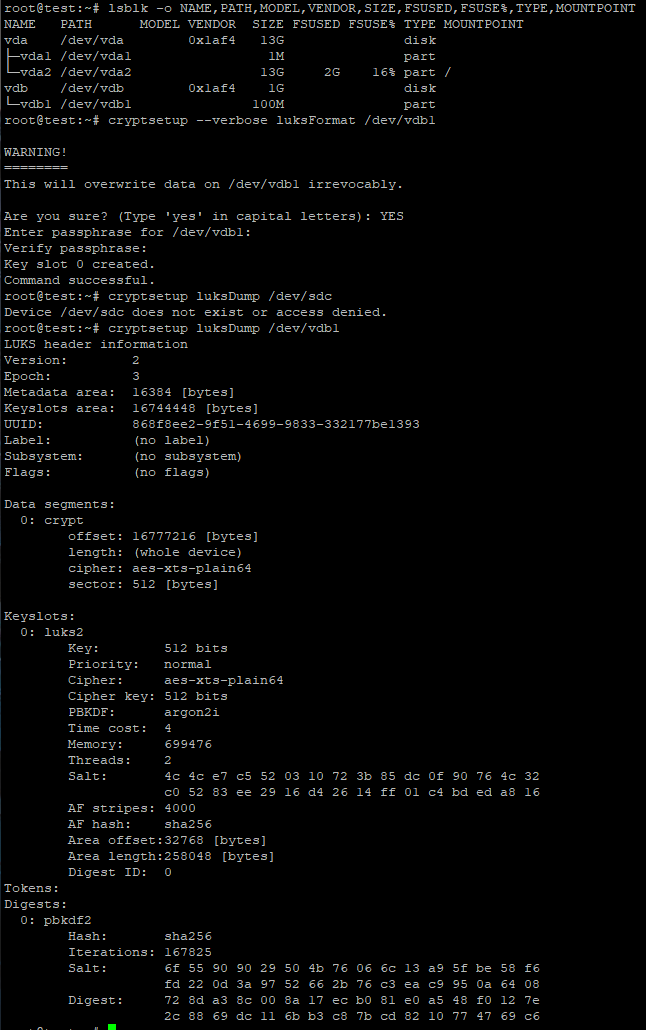 root@test:~# lsblk -o NAME,PATH,MODEL,VENDOR,SIZE,FSUSED,FSUSE%,TYPE,MOUNTPOINT
NAME   PATH      MODEL VENDOR  SIZE FSUSED FSUSE% TYPE MOUNTPOINT
vda    /dev/vda        0x1af4   13G               disk
├─vda1 /dev/vda1                 1M               part
└─vda2 /dev/vda2                13G     2G    16% part /
vdb    /dev/vdb        0x1af4    1G               disk
└─vdb1 /dev/vdb1               100M               part
root@test:~# cryptsetup --verbose luksFormat /dev/vdb1
WARNING!
========
This will overwrite data on /dev/vdb1 irrevocably.
Are you sure? (Type 'yes' in capital letters): YES
Enter passphrase for /dev/vdb1:
Verify passphrase:
Key slot 0 created.
Command successful.
root@test:~# cryptsetup luksDump /dev/sdc
Device /dev/sdc does not exist or access denied.
root@test:~# cryptsetup luksDump /dev/vdb1
LUKS header information
Version:        2
Epoch:          3
Metadata area:  16384 [bytes]
Keyslots area:  16744448 [bytes]
UUID:           868f8ee2-9f51-4699-9833-332177be1393
Label:          (no label)
Subsystem:      (no subsystem)
Flags:          (no flags)
Data segments:
  0: crypt
        offset: 16777216 [bytes]
        length: (whole device)
        cipher: aes-xts-plain64
        sector: 512 [bytes]
Keyslots:
  0: luks2
        Key:        512 bits
        Priority:   normal
        Cipher:     aes-xts-plain64
        Cipher key: 512 bits
        PBKDF:      argon2i
        Time cost:  4
        Memory:     699476
        Threads:    2
        Salt:       4c 4c e7 c5 52 03 10 72 3b 85 dc 0f 90 76 4c 32
                    c0 52 83 ee 29 16 d4 26 14 ff 01 c4 bd ed a8 16
        AF stripes: 4000
        AF hash:    sha256
        Area offset:32768 [bytes]
        Area length:258048 [bytes]
        Digest ID:  0
Tokens:
Digests:
  0: pbkdf2
        Hash:       sha256
        Iterations: 167825
        Salt:       6f 55 90 90 29 50 4b 76 06 6c 13 a9 5f be 58 f6
                    fd 22 0d 3a 97 52 66 2b 76 c3 ea c9 95 0a 64 08
        Digest:     72 8d a3 8c 00 8a 17 ec b0 81 e0 a5 48 f0 12 7e
                    2c 88 69 dc 11 6b b3 c8 7b cd 82 10 77 47 69 c6